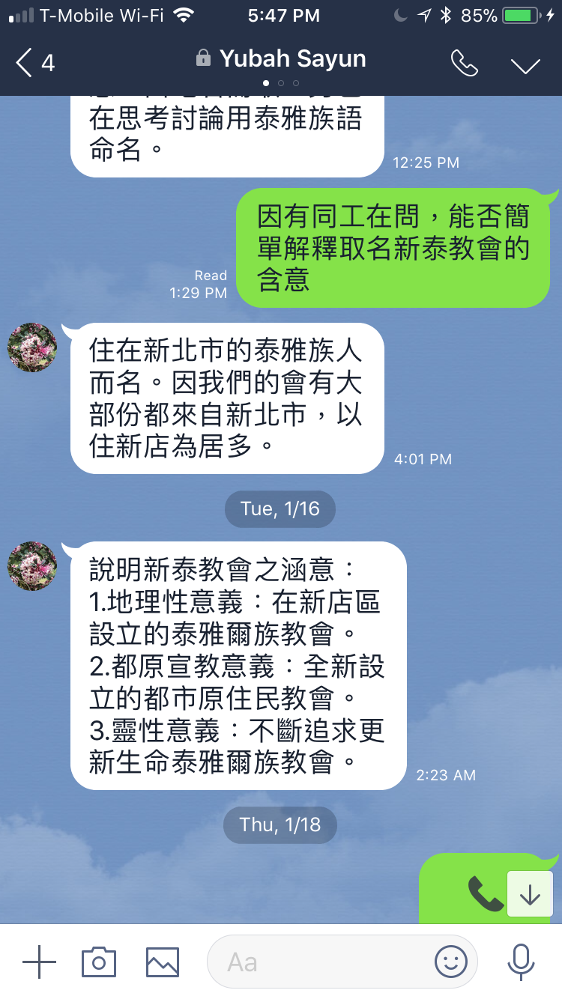 T-Mobile Wi-Fi
5:47 PM
85%
4
Yubah Sayun
在思考討論用泰雅族語
命名。
12:25 PM
因有同工在問，能否簡
單解釋取名新泰教會的
含意
Read
1:29 PM
住在新北市的泰雅族人
而名。因我們的會有大
部份都來自新北市，以
住新店為居多。
4:01 PM
Tue, 1/16
說明新泰教會之涵意：
1.地理性意義：在新店區
設立的泰雅爾族教會。
2.都原宣教意義：全新設
立的都市原住民教會。
3.靈性意義：不斷追求更
新生命泰雅爾族教會。
2:23 AM
Thu, 1/18
Aa